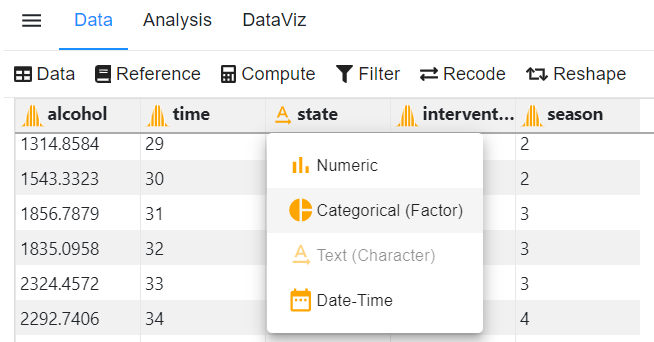 Data Analysis DataViz
Data Reference Compute Filter Recode Reshape
alcohol time state intervent... season
1314.8584 29 2
1543.3323 30 2
1856.7879 31 3
1835.0958 32 3
2324.4572 33 3
2292.7406 34 4
Numeric
Categorical (Factor)
Text (Character)
Date-Time